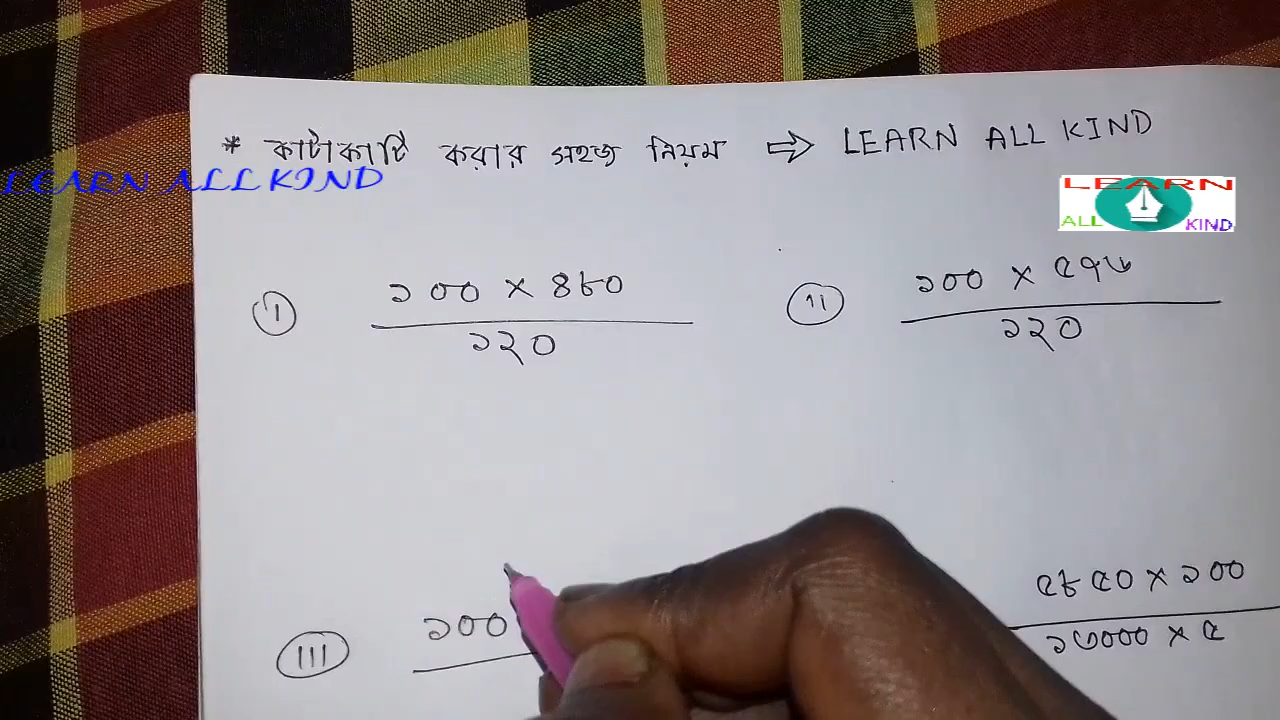 * কাটাকাটি করার সহজ নিয়ম ⇒ LEARN ALL KIND
LEARN ALL KIND
LEARN
ALL KIND
i ১০০ × ৪৮০
১২০
ii ১০০ × ৫৭৬
১২০
iii ১০০
৫৮৫০ × ১০০
১৩০০০ × ৫